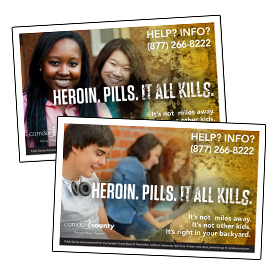 HELP? INFO?
(877) 266-8222
HEROIN. PILLS. IT ALL KILLS.
It's not miles away.
other kids.
camden county
HELP? INFO?
(877) 266-8222
HEROIN. PILLS. IT ALL KILLS.
It's not miles away.
It's not other kids.
It's right in your backyard.
camden county